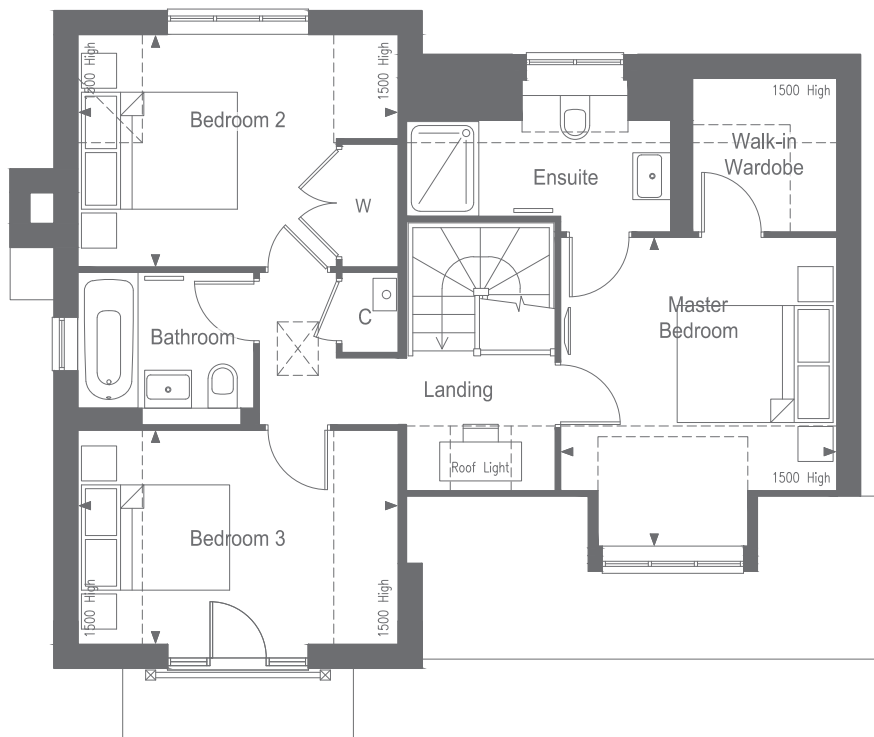 1500 High
1500 High
1500 High
Bedroom 2
Walk-in
Wardobe
Ensuite
W
Master
Bedroom
C
Bathroom
Landing
Roof Light
1500 High
Bedroom 3
1500 High
1500 High